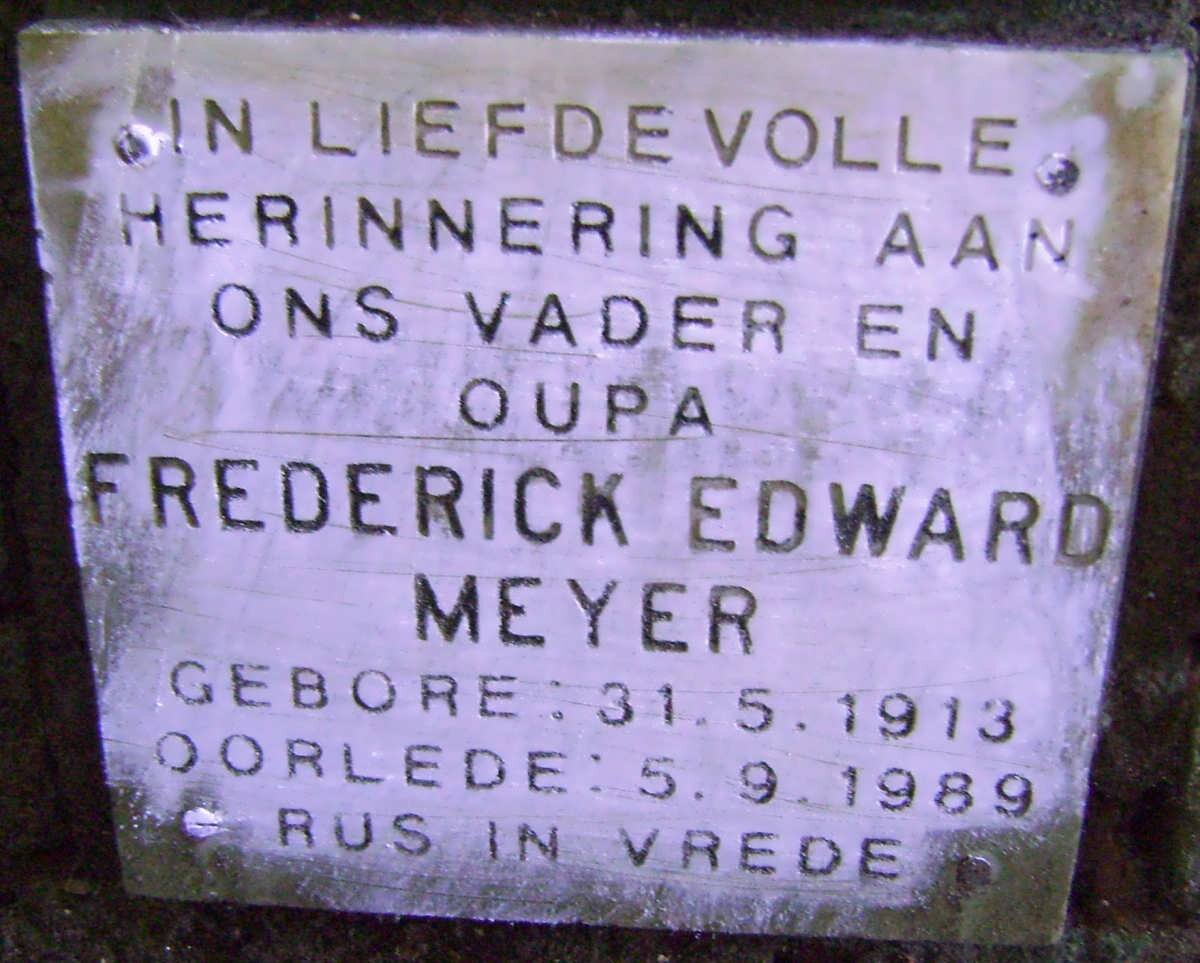 IN LIEFDEVOLLE
HERINNERING AAN
ONS VADER EN
OUPA
FREDERICK EDWARD
MEYER
GEBORE: 31.5.1913
OORLEDE: 5.9.1989
RUS IN VREDE